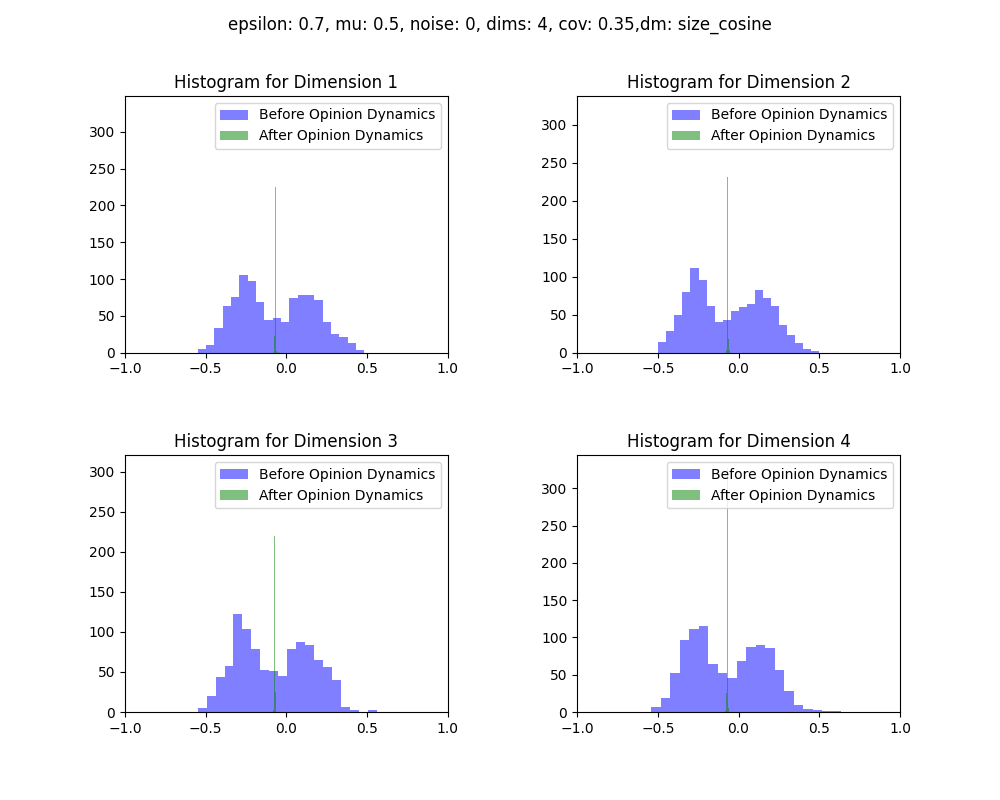 epsilon: 0.7, mu: 0.5, noise: 0, dims: 4, cov: 0.35,dm: size_cosine
Histogram for Dimension 1
Before Opinion Dynamics
After Opinion Dynamics
300
250
200
150
100
50
0
−1.0 −0.5 0.0 0.5 1.0
Histogram for Dimension 2
Before Opinion Dynamics
After Opinion Dynamics
300
250
200
150
100
50
0
−1.0 −0.5 0.0 0.5 1.0
Histogram for Dimension 3
Before Opinion Dynamics
After Opinion Dynamics
300
250
200
150
100
50
0
−1.0 −0.5 0.0 0.5 1.0
Histogram for Dimension 4
Before Opinion Dynamics
After Opinion Dynamics
300
250
200
150
100
50
0
−1.0 −0.5 0.0 0.5 1.0